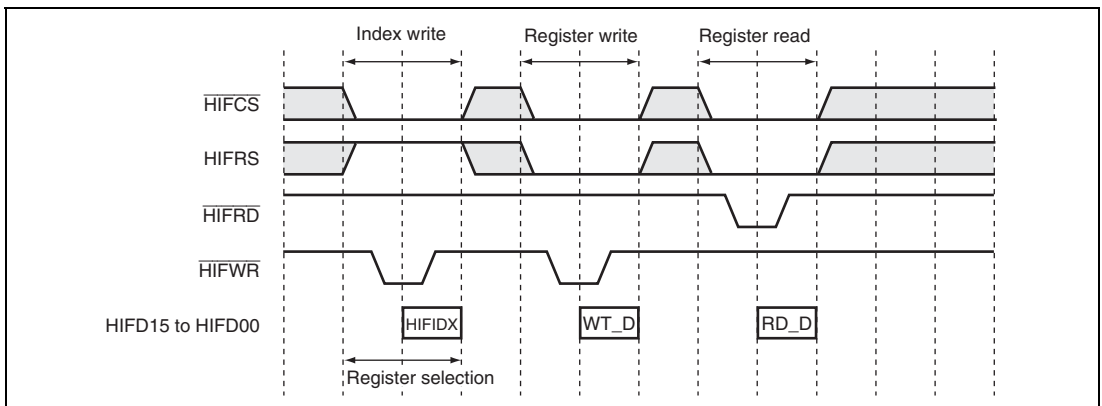 Index write Register write Register read
HIFCS
HIFRS
HIFRD
HIFWR
HIFD15 to HIFD00 HIFIDX WT_D RD_D
Register selection